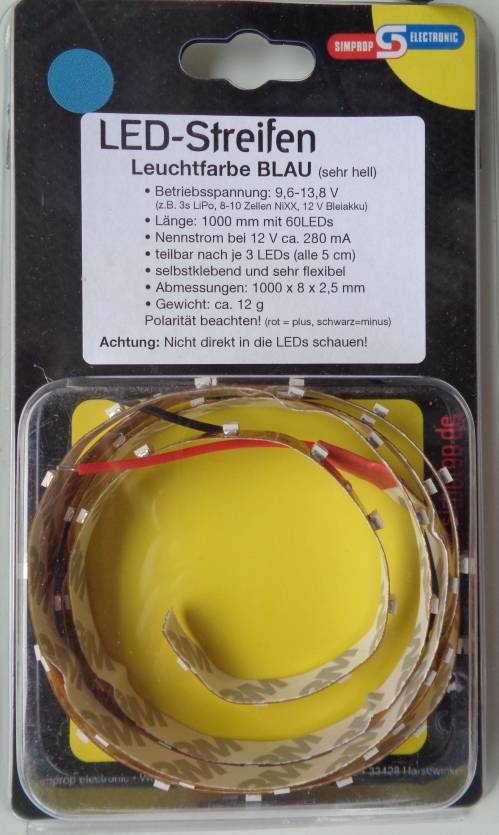 SIMPROP S ELECTRONIC
LED-Streifen
Leuchtfarbe BLAU (sehr hell)
• Betriebsspannung: 9,6-13,8 V
(z.B. 3s LiPo, 8-10 Zellen NiXX, 12 V Bleiakku)
• Länge: 1000 mm mit 60LEDs
• Nennstrom bei 12 V ca. 280 mA
• teilbar nach je 3 LEDs (alle 5 cm)
• selbstklebend und sehr flexibel
• Abmessungen: 1000 x 8 x 2,5 mm
• Gewicht: ca. 12 g
Polarität beachten! (rot = plus, schwarz=minus)
Achtung: Nicht direkt in die LEDs schauen!
3M
electronic
33428